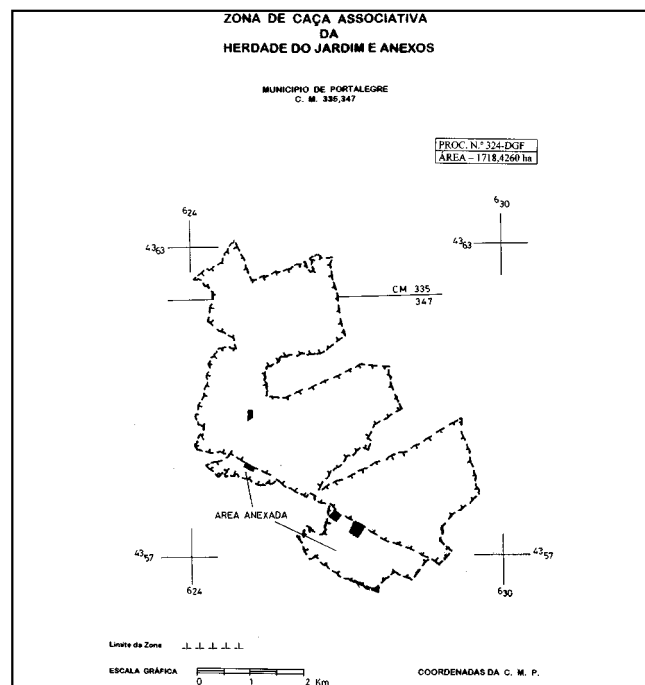 ZONA DE CAÇA ASSOCIATIVA
DA
HERDADE DO JARDIM E ANEXOS
MUNICIPIO DE PORTALEGRE
C. M. 335,347
PROC. N.º 324-DGF
ÁREA – 1718,4260 ha
624
630
4363
4363
CM 335
347
AREA ANEXADA
4357
4357
624
630
Limite da Zona
ESCALA GRÁFICA
0 1 2 Km
COORDENADAS DA C. M. P.